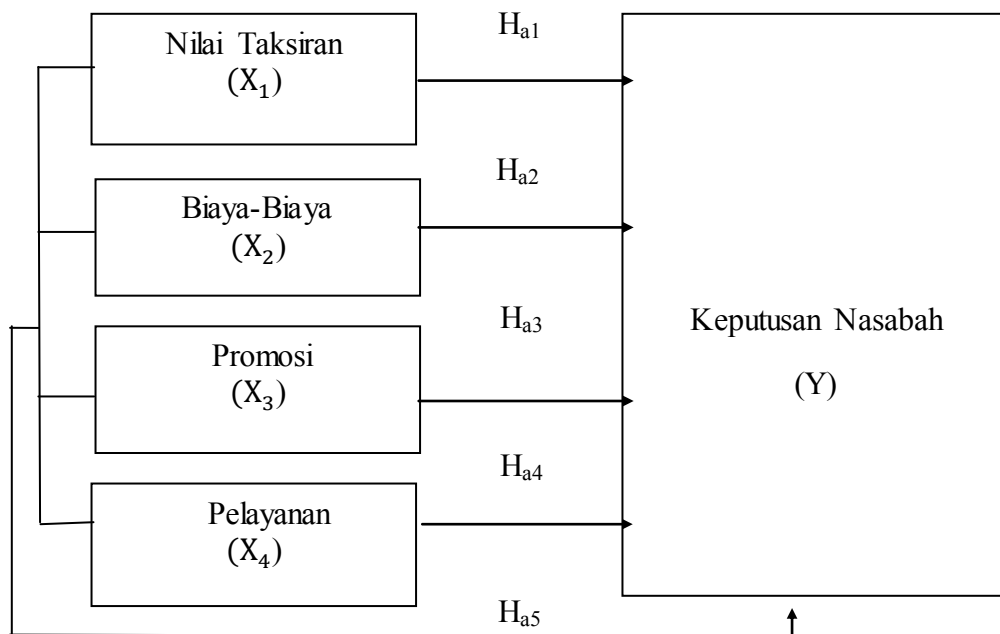 Nilai Taksiran
(X₁)
Hₐ₁
Biaya-Biaya
(X₂)
Hₐ₂
Promosi
(X₃)
Hₐ₃
Pelayanan
(X₄)
Hₐ₄
Hₐ₅
Keputusan Nasabah
(Y)